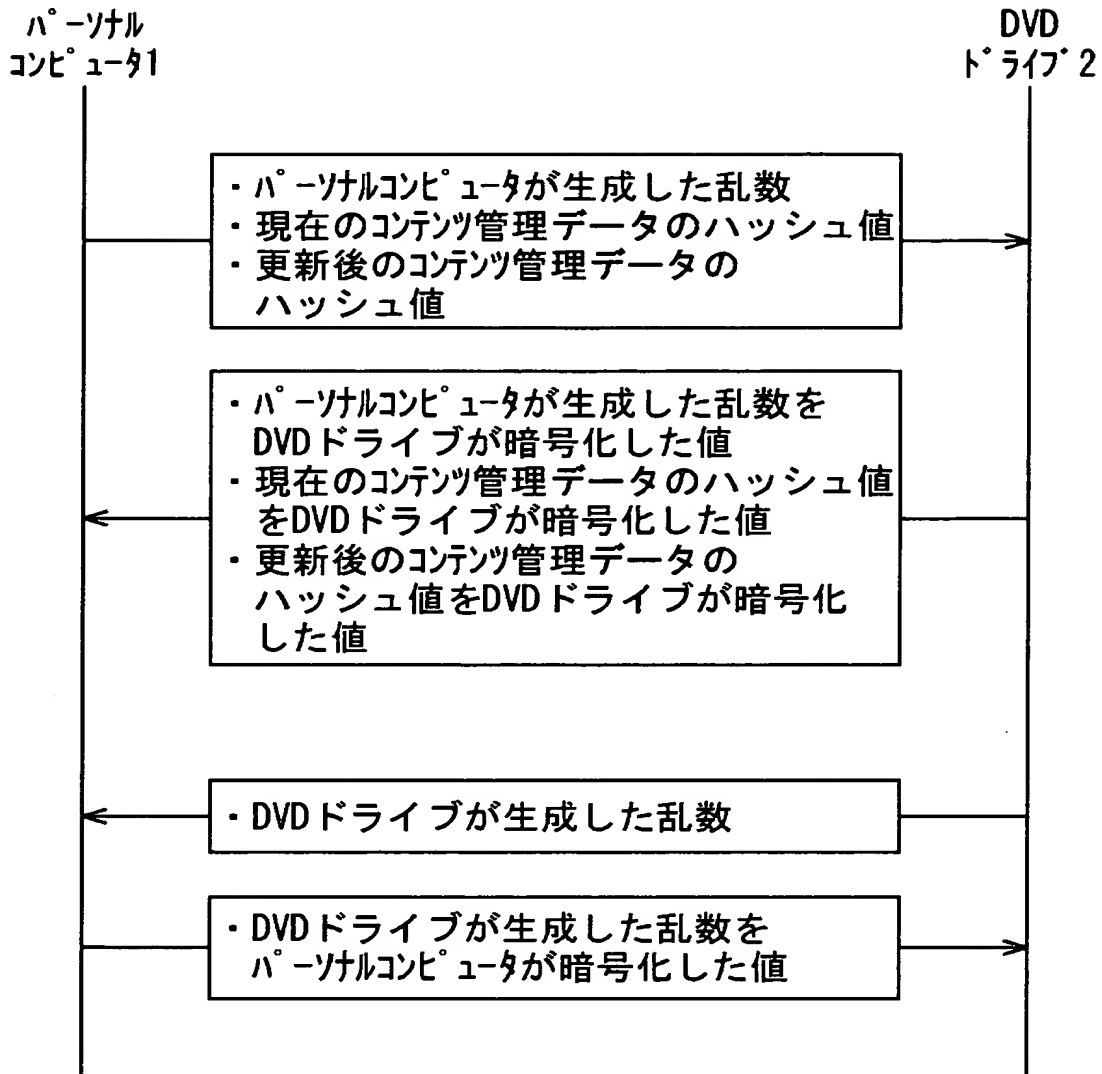 パーソナル
コンピュータ1
DVD
ドライブ2
・パーソナルコンピュータが生成した乱数
・現在のコンテンツ管理データのハッシュ値
・更新後のコンテンツ管理データの
ハッシュ値
・パーソナルコンピュータが生成した乱数を
DVDドライブが暗号化した値
・現在のコンテンツ管理データのハッシュ値
をDVDドライブが暗号化した値
・更新後のコンテンツ管理データの
ハッシュ値をDVDドライブが暗号化
した値
・DVDドライブが生成した乱数
・DVDドライブが生成した乱数を
パーソナルコンピュータが暗号化した値